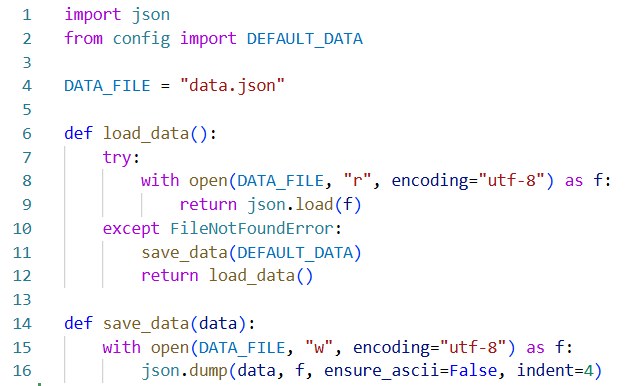 1 import json
2 from config import DEFAULT_DATA
3
4 DATA_FILE = "data.json"
5
6 def load_data():
7     try:
8         with open(DATA_FILE, "r", encoding="utf-8") as f:
9             return json.load(f)
10     except FileNotFoundError:
11         save_data(DEFAULT_DATA)
12         return load_data()
13
14 def save_data(data):
15     with open(DATA_FILE, "w", encoding="utf-8") as f:
16         json.dump(data, f, ensure_ascii=False, indent=4)